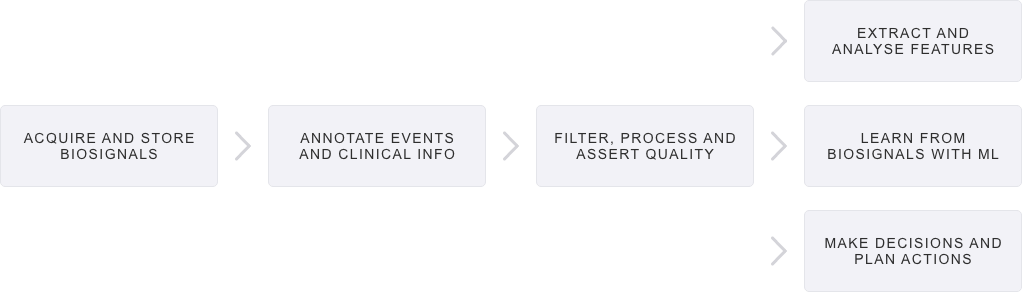 EXTRACT AND
ANALYSE FEATURES
ACQUIRE AND STORE
BIOSIGNALS
ANNOTATE EVENTS
AND CLINICAL INFO
FILTER, PROCESS AND
ASSERT QUALITY
LEARN FROM
BIOSIGNALS WITH ML
MAKE DECISIONS AND
PLAN ACTIONS